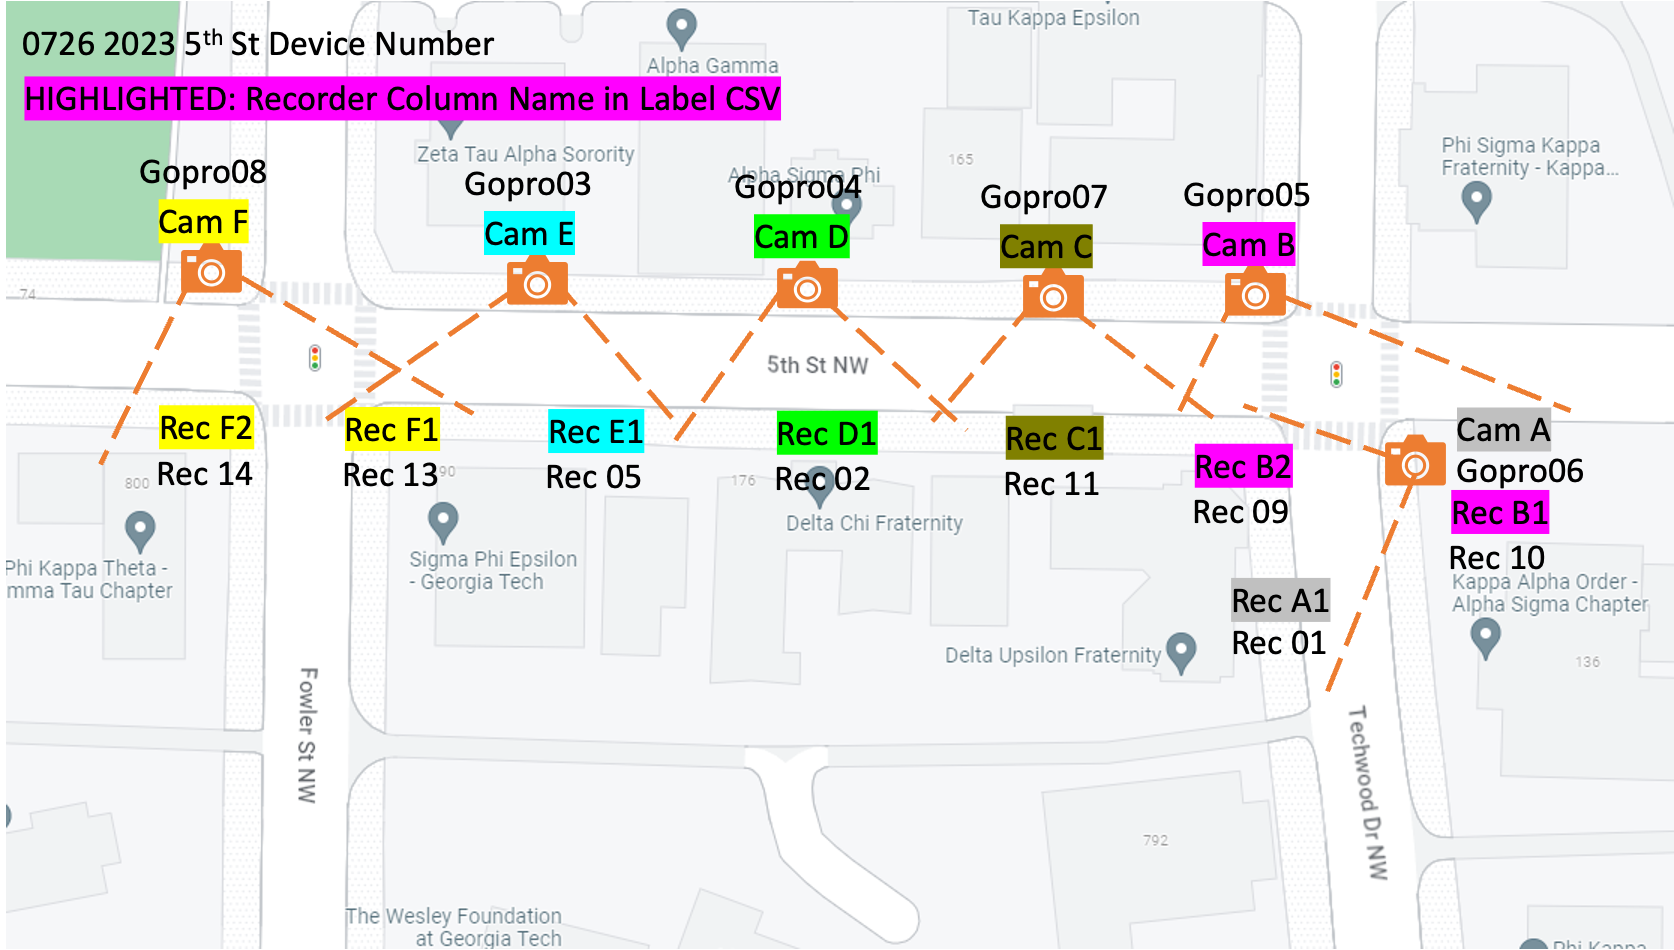 Tau Kappa Epsilon
0726 2023 5th St Device Number
Alpha Gamma
HIGHLIGHTED: Recorder Column Name in Label CSV
Zeta Tau Alpha Sorority
165
Phi Sigma Kappa
Fraternity - Kappa...
Alpha Sigma Phi
Gopro08
Gopro03
Gopro04
Gopro07
Gopro05
Cam F
Cam E
Cam D
Cam C
Cam B
74
5th St NW
Rec F2
Rec 14
Rec F1
Rec 13
90
Rec E1
Rec 05
Rec D1
Rec 02
Rec C1
Rec 11
Rec B2
Rec 09
Cam A
Gopro06
Rec B1
Rec 10
800
176
Delta Chi Fraternity
Phi Kappa Theta -
mma Tau Chapter
Sigma Phi Epsilon
- Georgia Tech
Kappa Alpha Order -
Alpha Sigma Chapter
Rec A1
Rec 01
Delta Upsilon Fraternity
136
Fowler St NW
Techwood Dr NW
792
The Wesley Foundation
at Georgia Tech
Phi Kappa